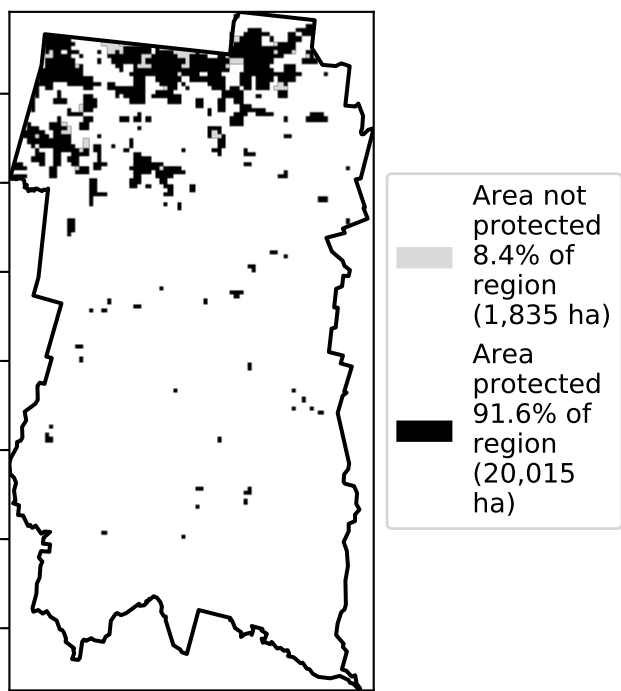 Area not
protected
8.4% of
region
(1,835 ha)
Area
protected
91.6% of
region
(20,015
ha)